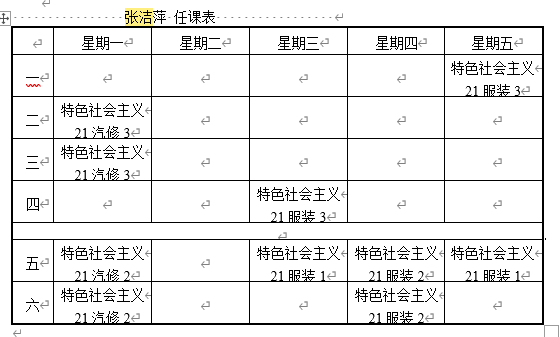 张洁萍 任课表
星期一 星期二 星期三 星期四 星期五
一 特色社会主义
21 服装 3
二 特色社会主义
21 汽修 3
三 特色社会主义
21 汽修 3
四 特色社会主义
21 服装 3
五 特色社会主义 特色社会主义 特色社会主义 特色社会主义
21 汽修 2 21 服装 1 21 服装 2 21 服装 1
六 特色社会主义 特色社会主义
21 汽修 2 21 服装 2